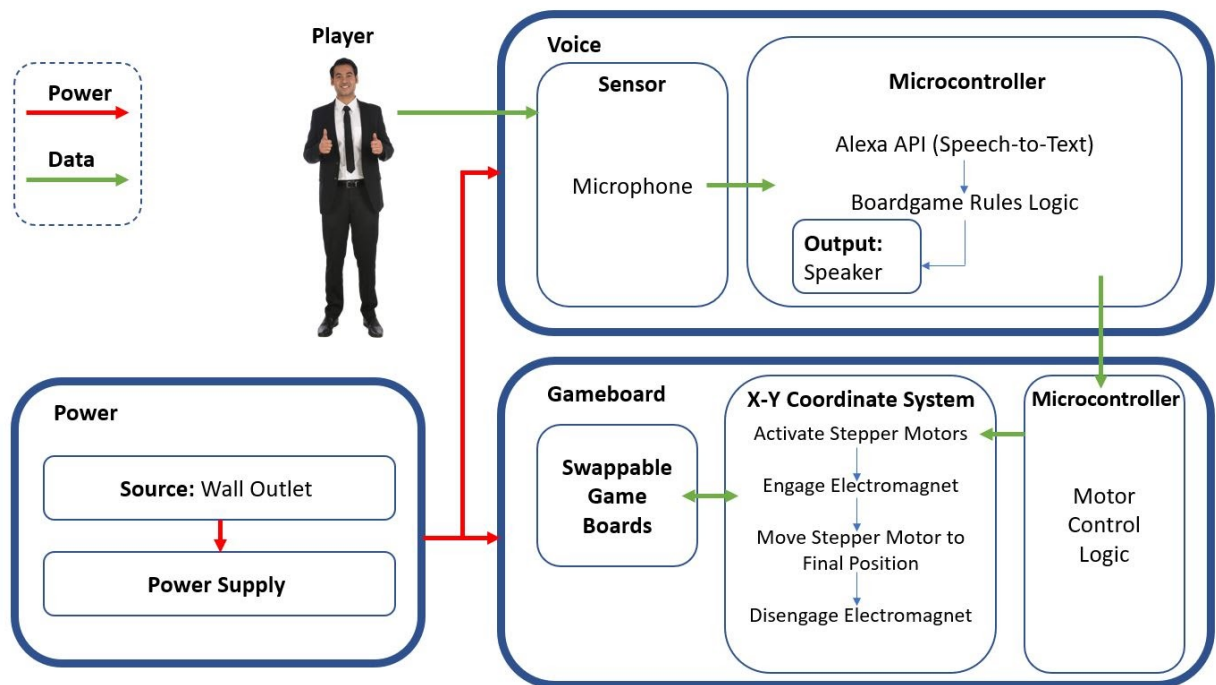 Power
Data
Player
Voice
Sensor
Microphone
Microcontroller
Alexa API (Speech-to-Text)
Boardgame Rules Logic
Output:
Speaker
Power
Source: Wall Outlet
Power Supply
Gameboard
Swappable
Game
Boards
X-Y Coordinate System
Activate Stepper Motors
Engage Electromagnet
Move Stepper Motor to
Final Position
Disengage Electromagnet
Microcontroller
Motor
Control
Logic